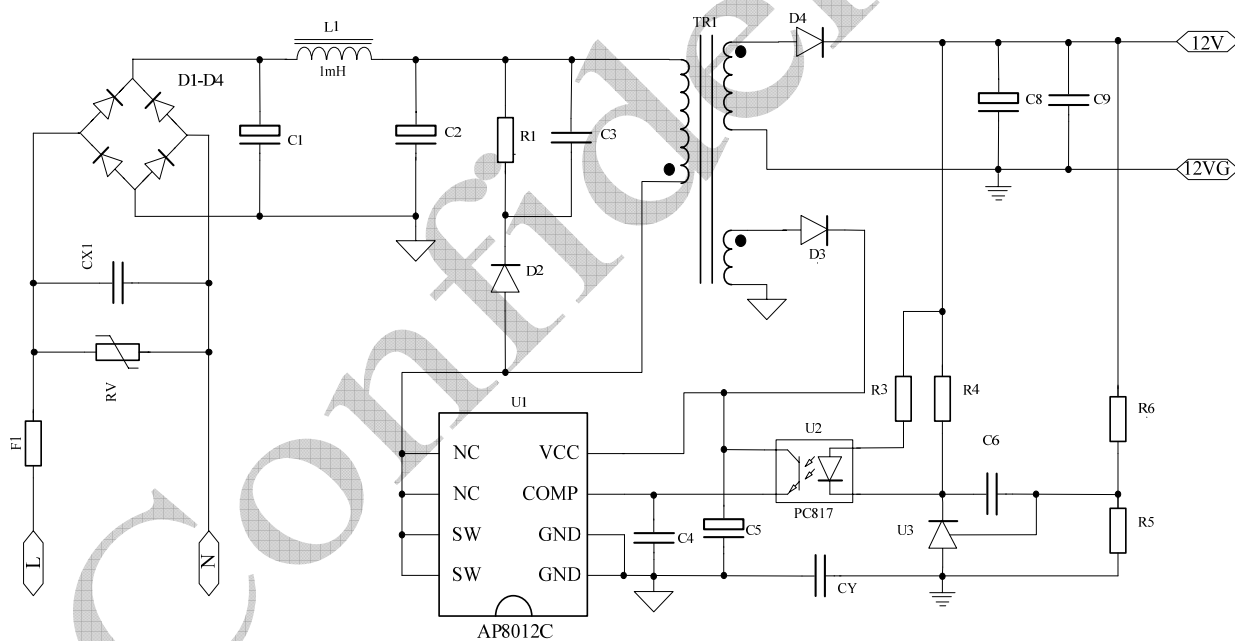 L1
1mH
TR1
D4
12V
D1-D4
C1
C2
R1
C3
C8
C9
12VG
CX1
D2
D3
RV
F1
L
N
U1
NC
VCC
NC
COMP
SW
GND
SW
GND
AP8012C
C4
C5
U2
PC817
R3
R4
C6
R6
R5
U3
CY
Confiden